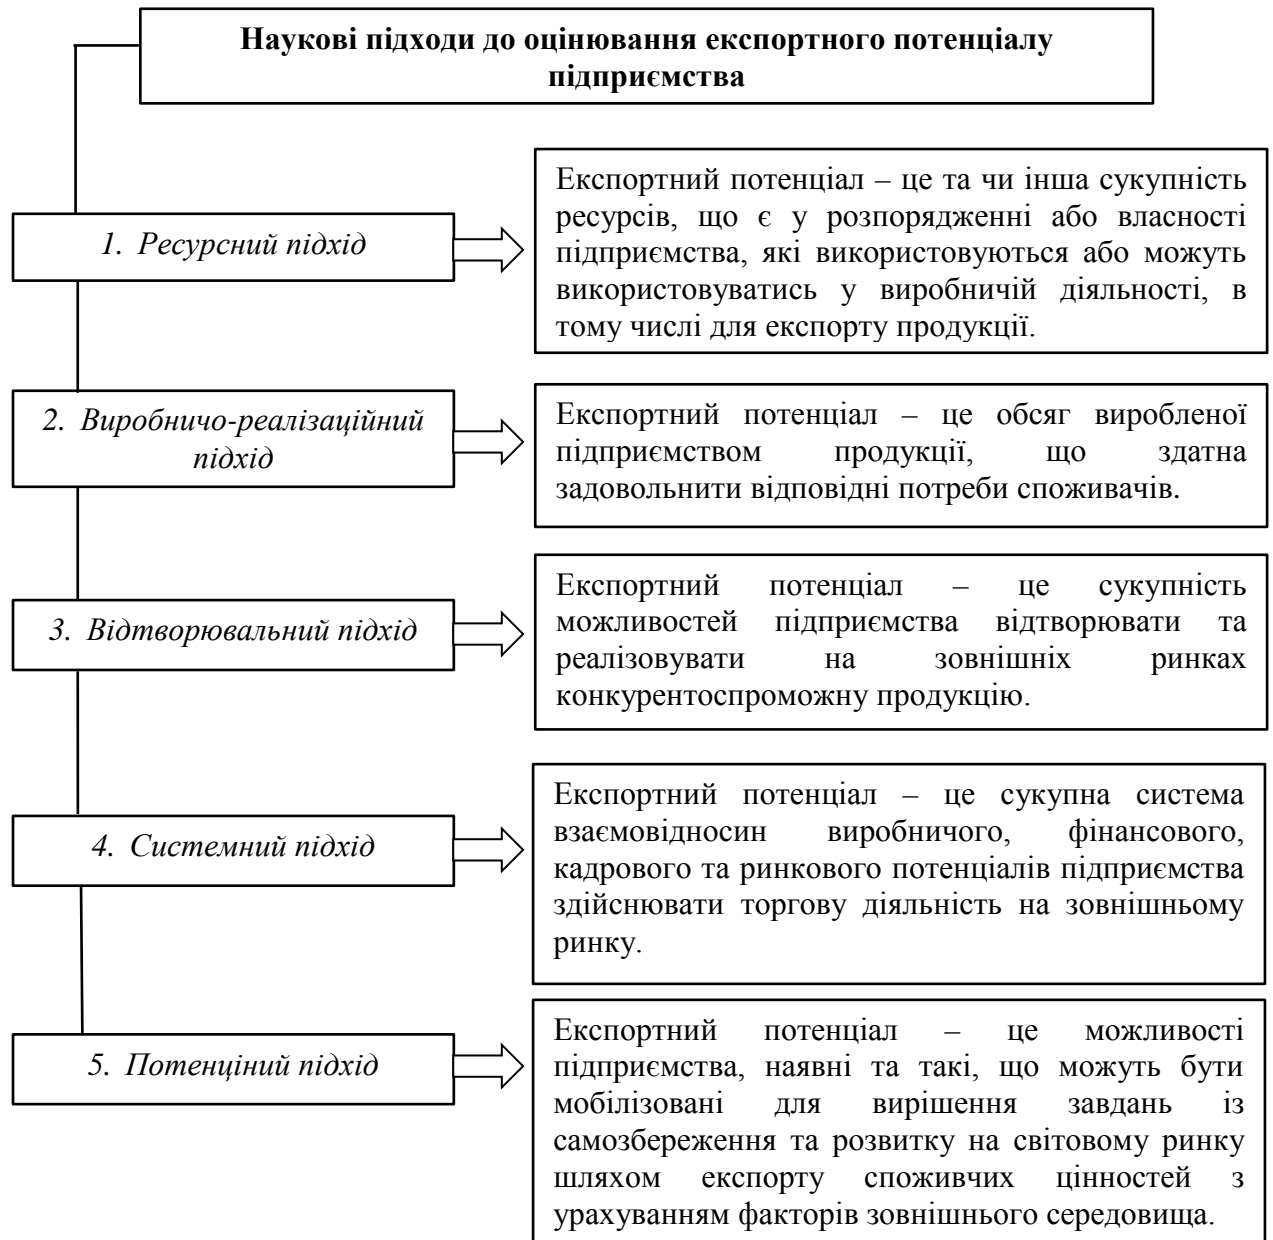 Наукові підходи до оцінювання експортного потенціалу
підприємства
1. Ресурсний підхід
Експортний потенціал – це та чи інша сукупність
ресурсів, що є у розпорядженні або власності
підприємства, які використовуються або можуть
використовуватись у виробничій діяльності, в
тому числі для експорту продукції.
2. Виробничо-реалізаційний
підхід
Експортний потенціал – це обсяг виробленої
підприємством продукції, що здатна
задовольнити відповідні потреби споживачів.
3. Відтворювальний підхід
Експортний потенціал – це сукупність
можливостей підприємства відтворювати та
реалізовувати на зовнішніх ринках
конкурентоспроможну продукцію.
4. Системний підхід
Експортний потенціал – це сукупна система
взаємовідносин виробничого, фінансового,
кадрового та ринкового потенціалів підприємства
здійснювати торгову діяльність на зовнішньому
ринку.
5. Потенціний підхід
Експортний потенціал – це можливості
підприємства, наявні та такі, що можуть бути
мобілізовані для вирішення завдань із
самозбереження та розвитку на світовому ринку
шляхом експорту споживчих цінностей з
урахуванням факторів зовнішнього середовища.